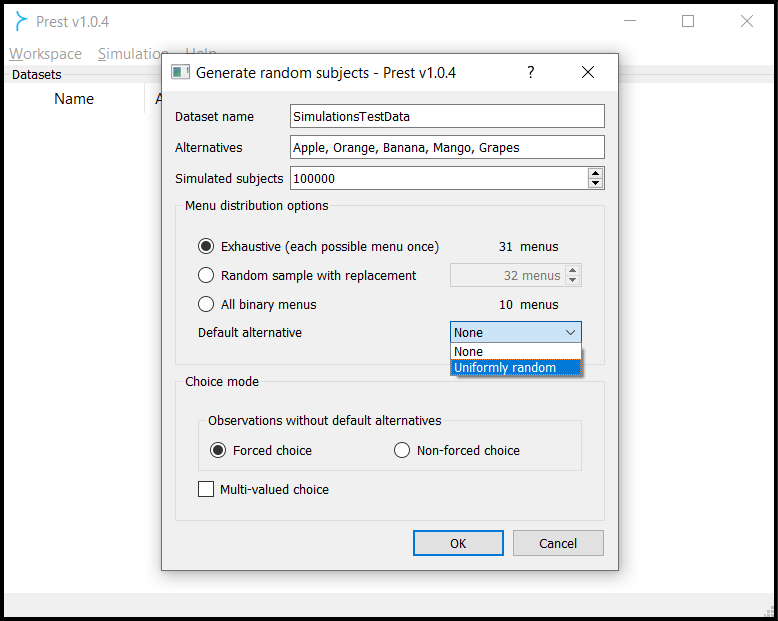 Prest v1.0.4
Workspace Simulation Help
Datasets
Name A
Generate random subjects - Prest v1.0.4 ?
Dataset name SimulationsTestData
Alternatives Apple, Orange, Banana, Mango, Grapes
Simulated subjects 100000
Menu distribution options
Exhaustive (each possible menu once) 31 menus
Random sample with replacement 32 menus
All binary menus 10 menus
Default alternative None
None
Uniformly random
Choice mode
Observations without default alternatives
Forced choice Non-forced choice
Multi-valued choice
OK Cancel